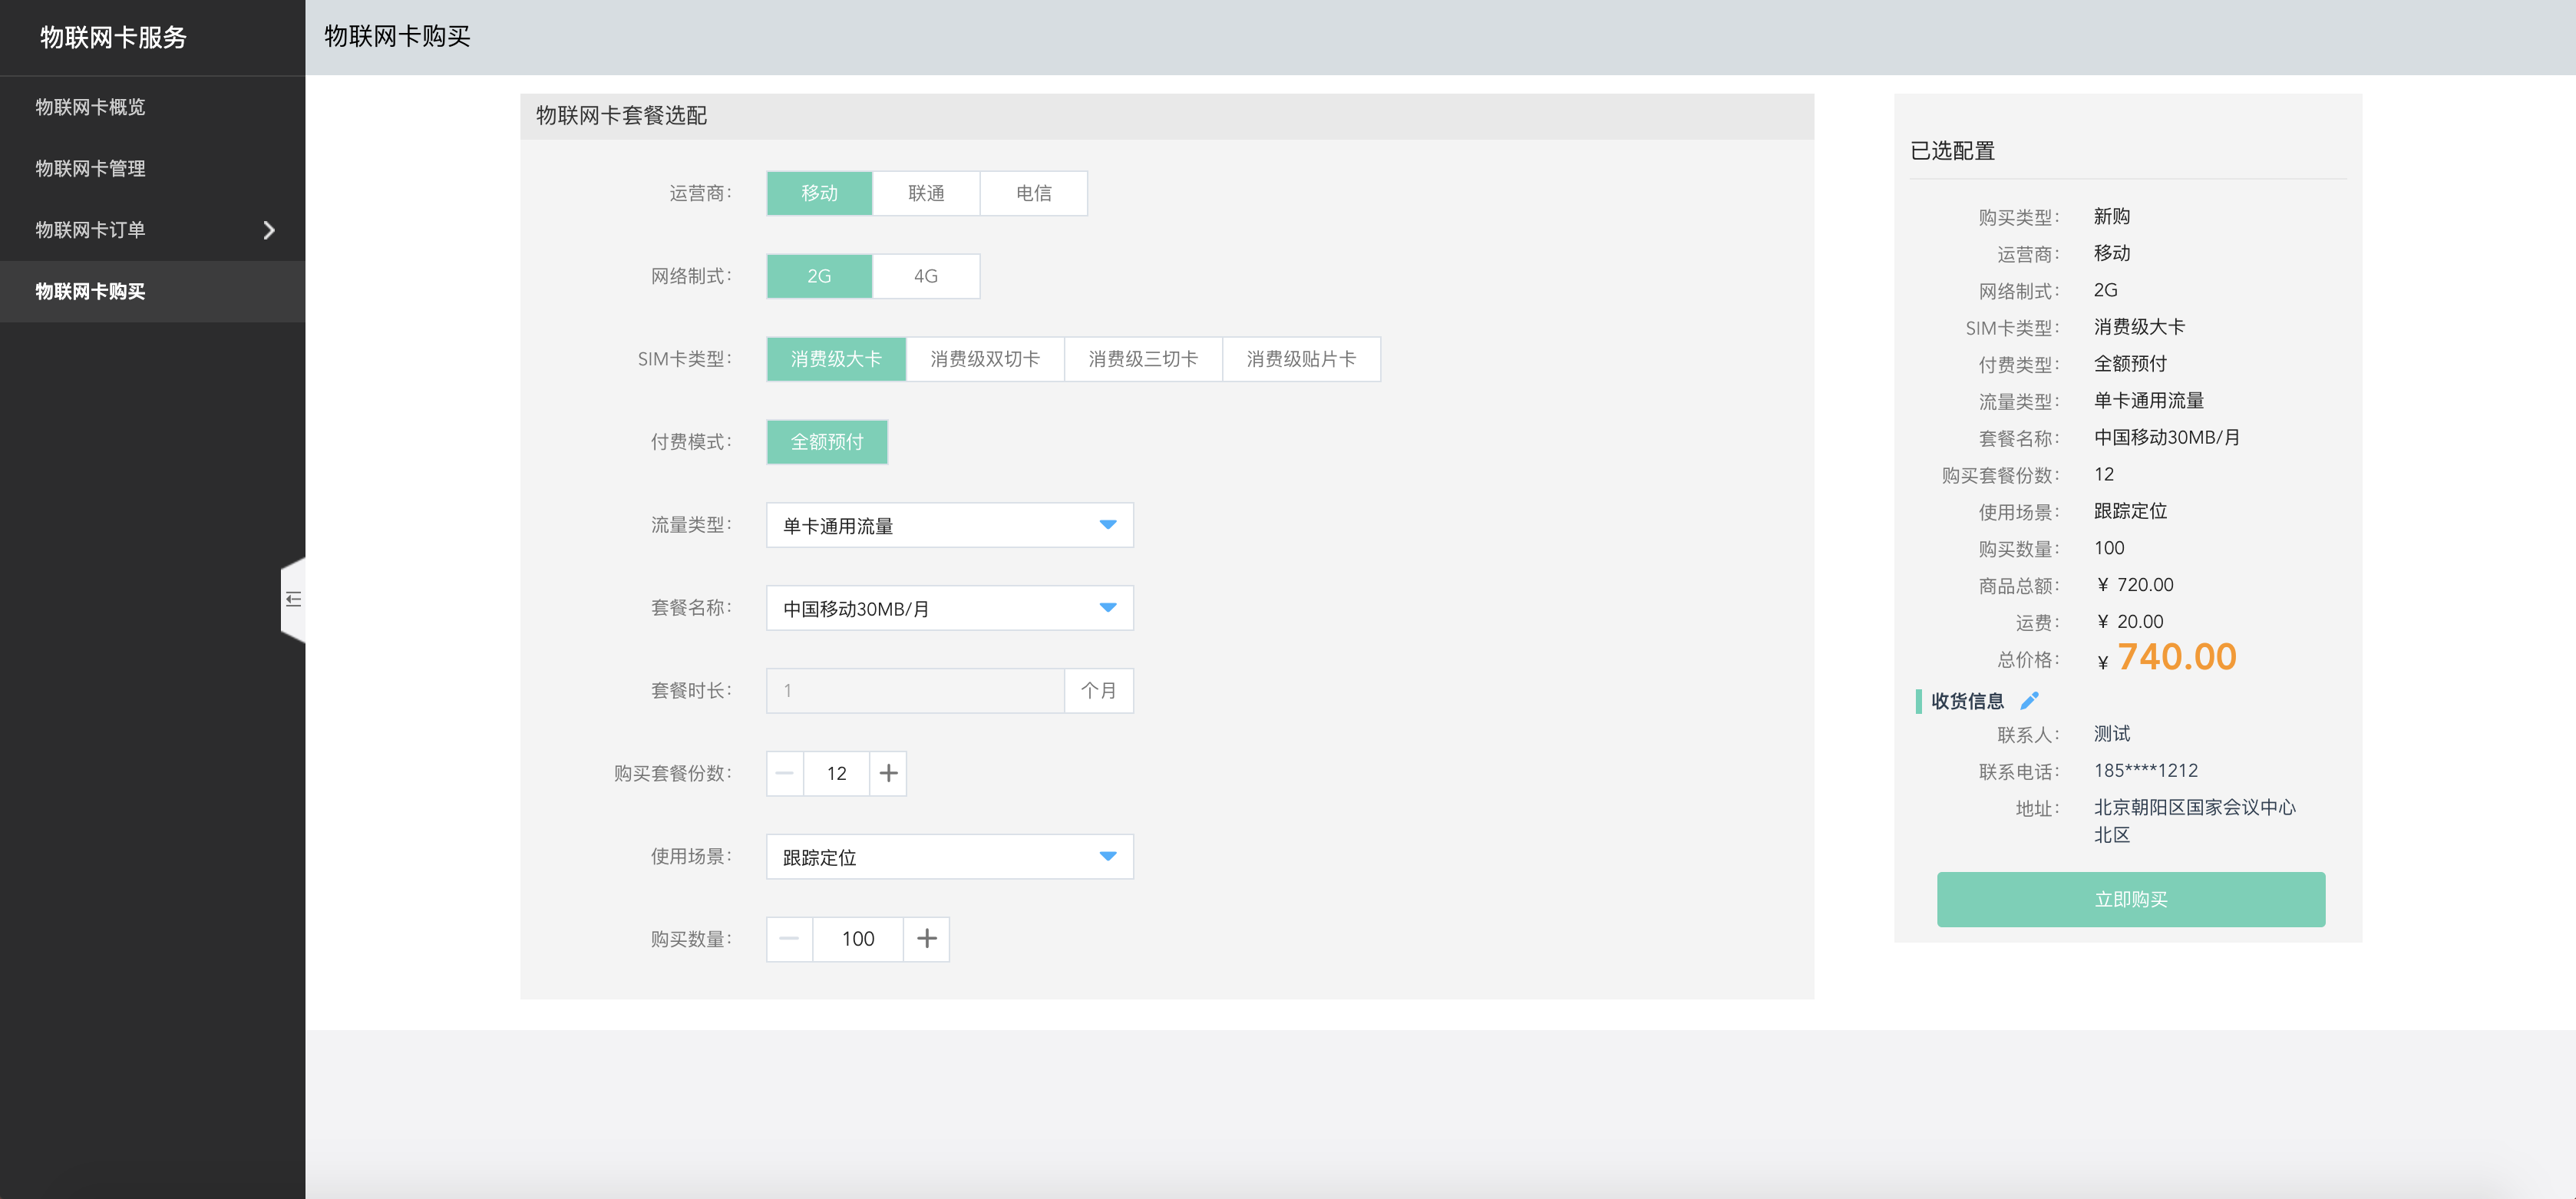 物联网卡服务
物联网卡概览
物联网卡管理
物联网卡订单
物联网卡购买
物联网卡购买
物联网卡套餐选配
运营商: 移动 联通 电信
网络制式: 2G 4G
SIM卡类型: 消费级大卡 消费级双切卡 消费级三切卡 消费级贴片卡
付费模式: 全额预付
流量类型: 单卡通用流量
套餐名称: 中国移动30MB/月
套餐时长: 1 个月
购买套餐份数: 12
使用场景: 跟踪定位
购买数量: 100
已选配置
购买类型: 新购
运营商: 移动
网络制式: 2G
SIM卡类型: 消费级大卡
付费类型: 全额预付
流量类型: 单卡通用流量
套餐名称: 中国移动30MB/月
购买套餐份数: 12
使用场景: 跟踪定位
购买数量: 100
商品总额: ¥ 720.00
运费: ¥ 20.00
总价格: ¥ 740.00
收货信息
联系人: 测试
联系电话: 185****1212
地址: 北京朝阳区国家会议中心
北区
立即购买